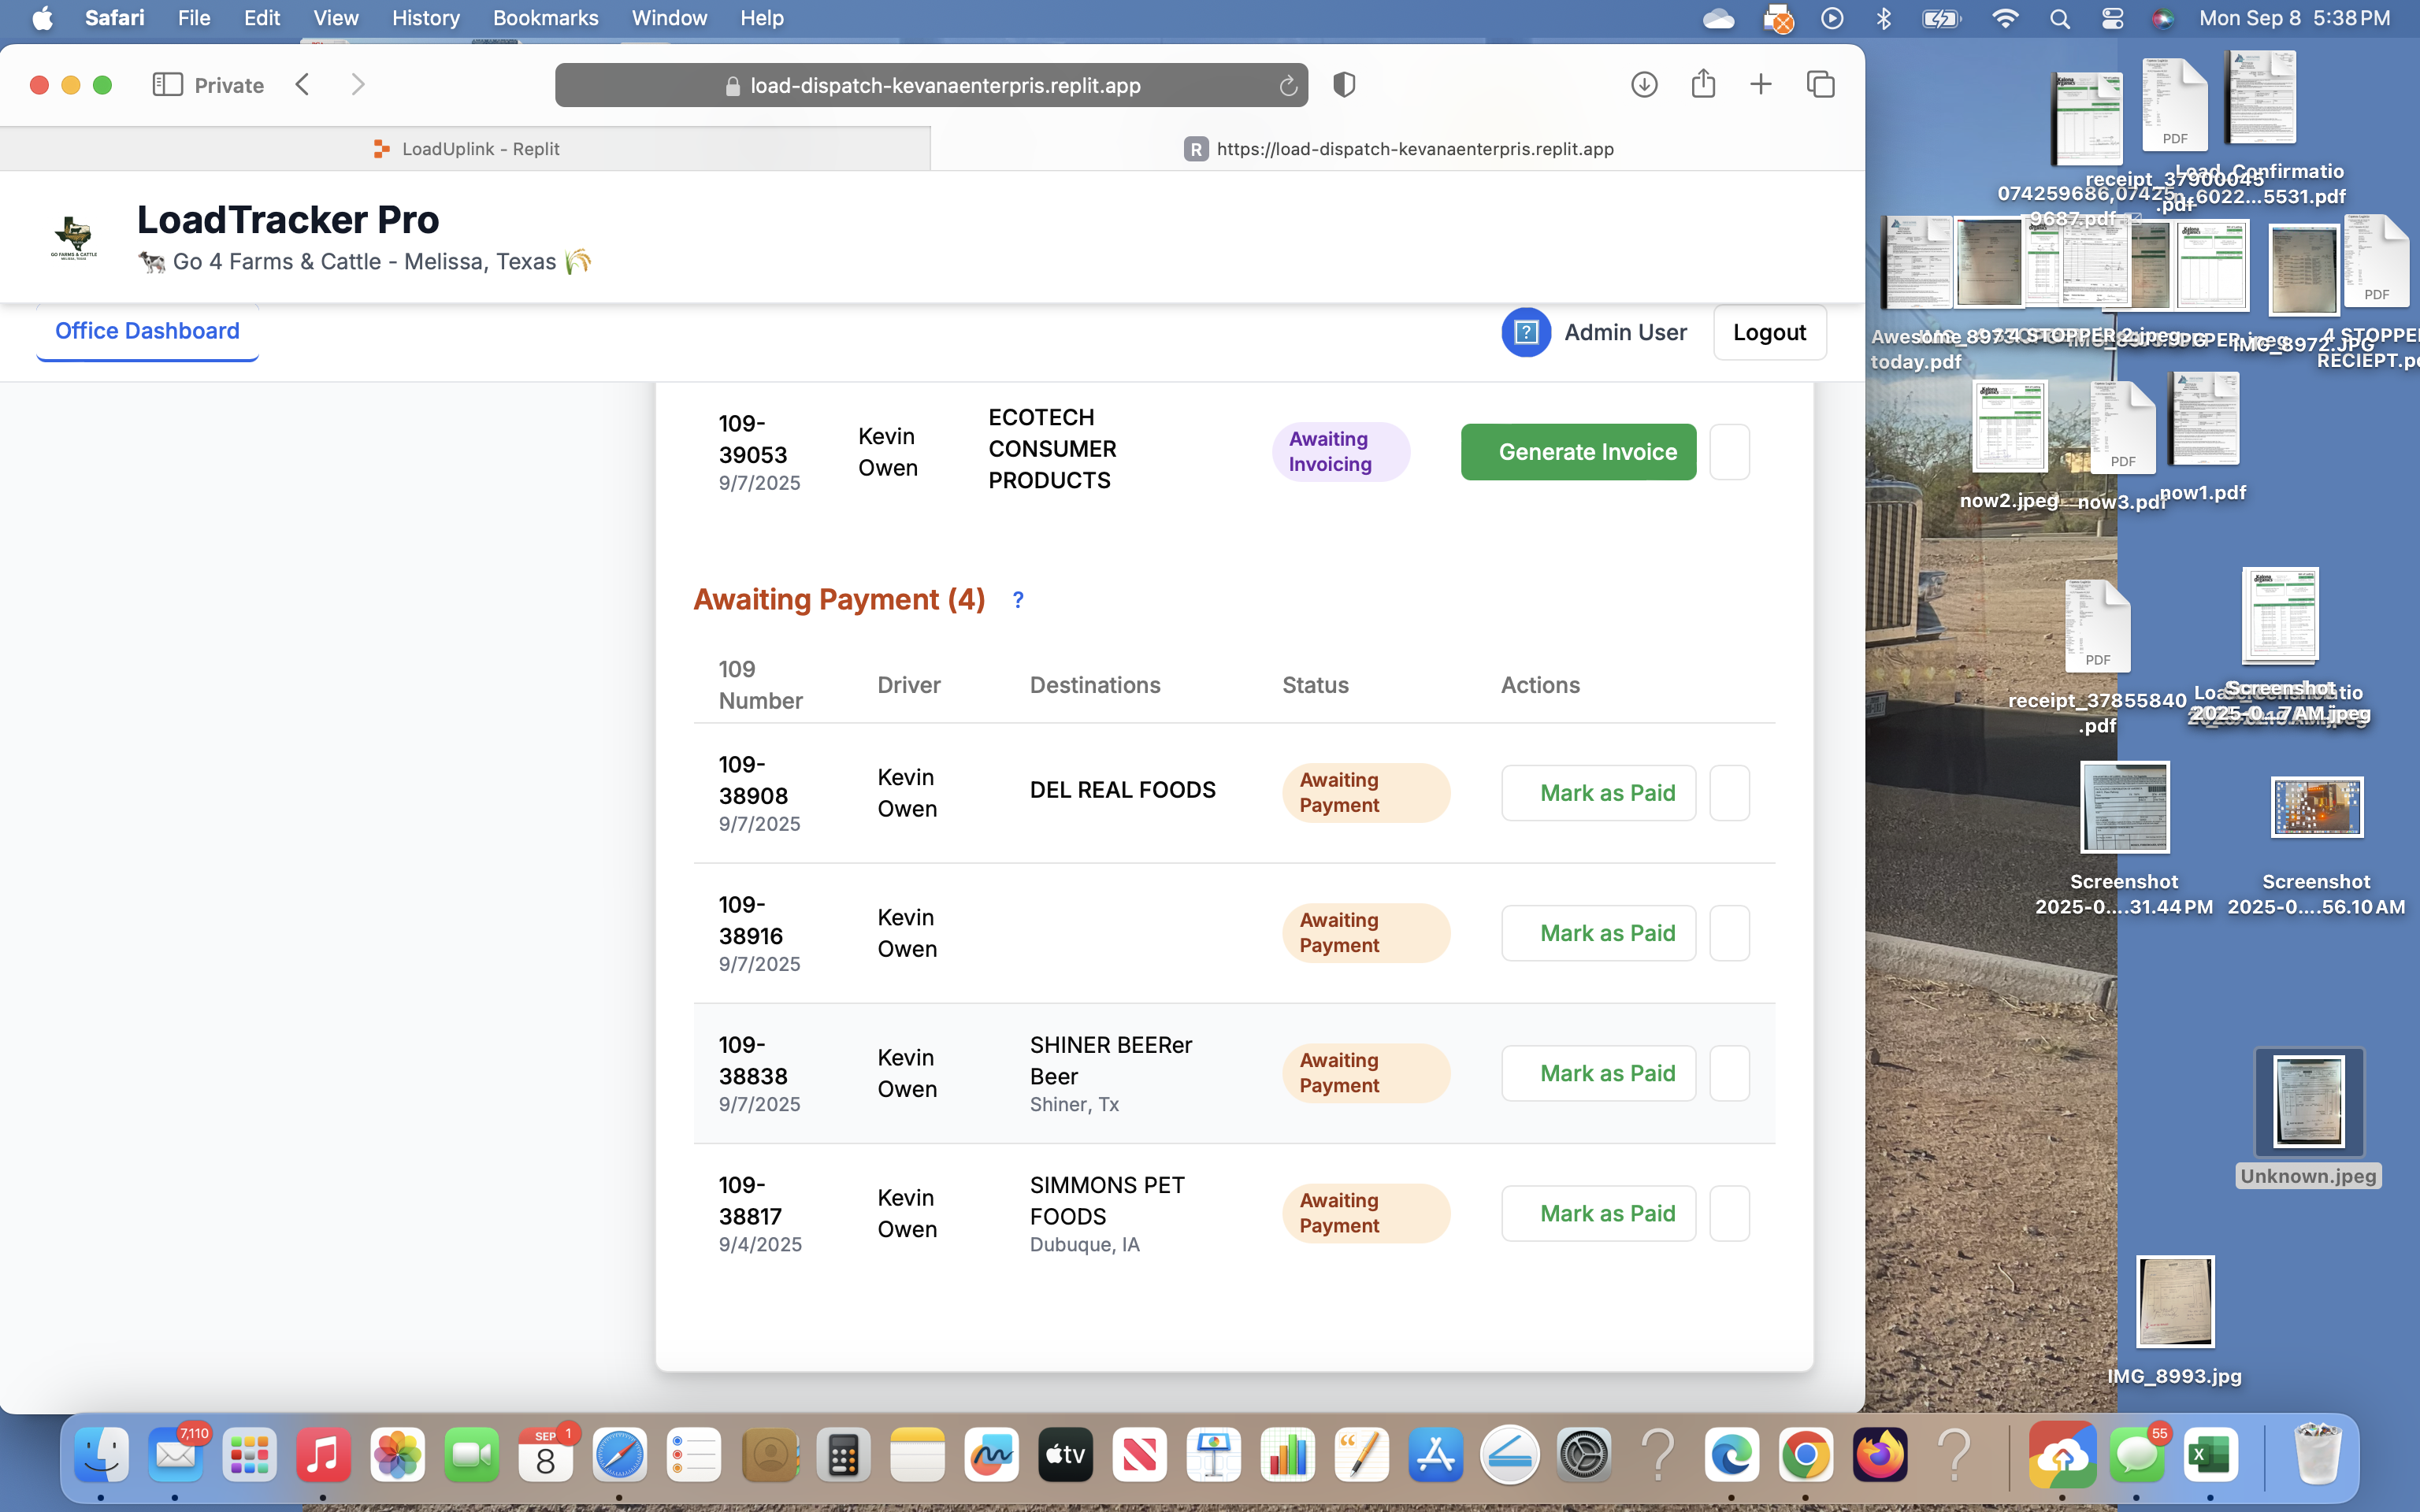 Safari File Edit View History Bookmarks Window Help
Mon Sep 8 5:38 PM
Private
load-dispatch-kevanaenterpris.replit.app
LoadUplink - Replit
R https://load-dispatch-kevanaenterpris.replit.app
LoadTracker Pro
Go 4 Farms & Cattle - Melissa, Texas
GO FARMS & CATTLE
Office Dashboard
? Admin User
Logout
109-
39053
9/7/2025
Kevin
Owen
ECOTECH
CONSUMER
PRODUCTS
Awaiting
Invoicing
Generate Invoice
Awaiting Payment (4) ?
109
Number
Driver
Destinations
Status
Actions
109-
38908
9/7/2025
Kevin
Owen
DEL REAL FOODS
Awaiting
Payment
Mark as Paid
109-
38916
9/7/2025
Kevin
Owen
Awaiting
Payment
Mark as Paid
109-
38838
9/7/2025
Kevin
Owen
SHINER BEERer
Beer
Shiner, Tx
Awaiting
Payment
Mark as Paid
109-
38817
9/4/2025
Kevin
Owen
SIMMONS PET
FOODS
Dubuque, IA
Awaiting
Payment
Mark as Paid
PDF
receipt_37900045
.pdf
Load_Confirmatio
n_6022...5531.pdf
074259686,07425
9687.pdf
PDF
Awesome
today.pdf
4 STOPPER 2.jpeg
IMG_8972.JPG
4 STOPPE
RECIEPT.p
now2.jpeg
PDF
now3.pdf
now1.pdf
PDF
receipt_37855840
.pdf
Screenshot
2025-0...7 AM.jpeg
Screenshot
2025-0....31.44 PM
Screenshot
2025-0....56.10 AM
Unknown.jpeg
IMG_8993.jpg
7,110
SEP
8
1
tv
55
X